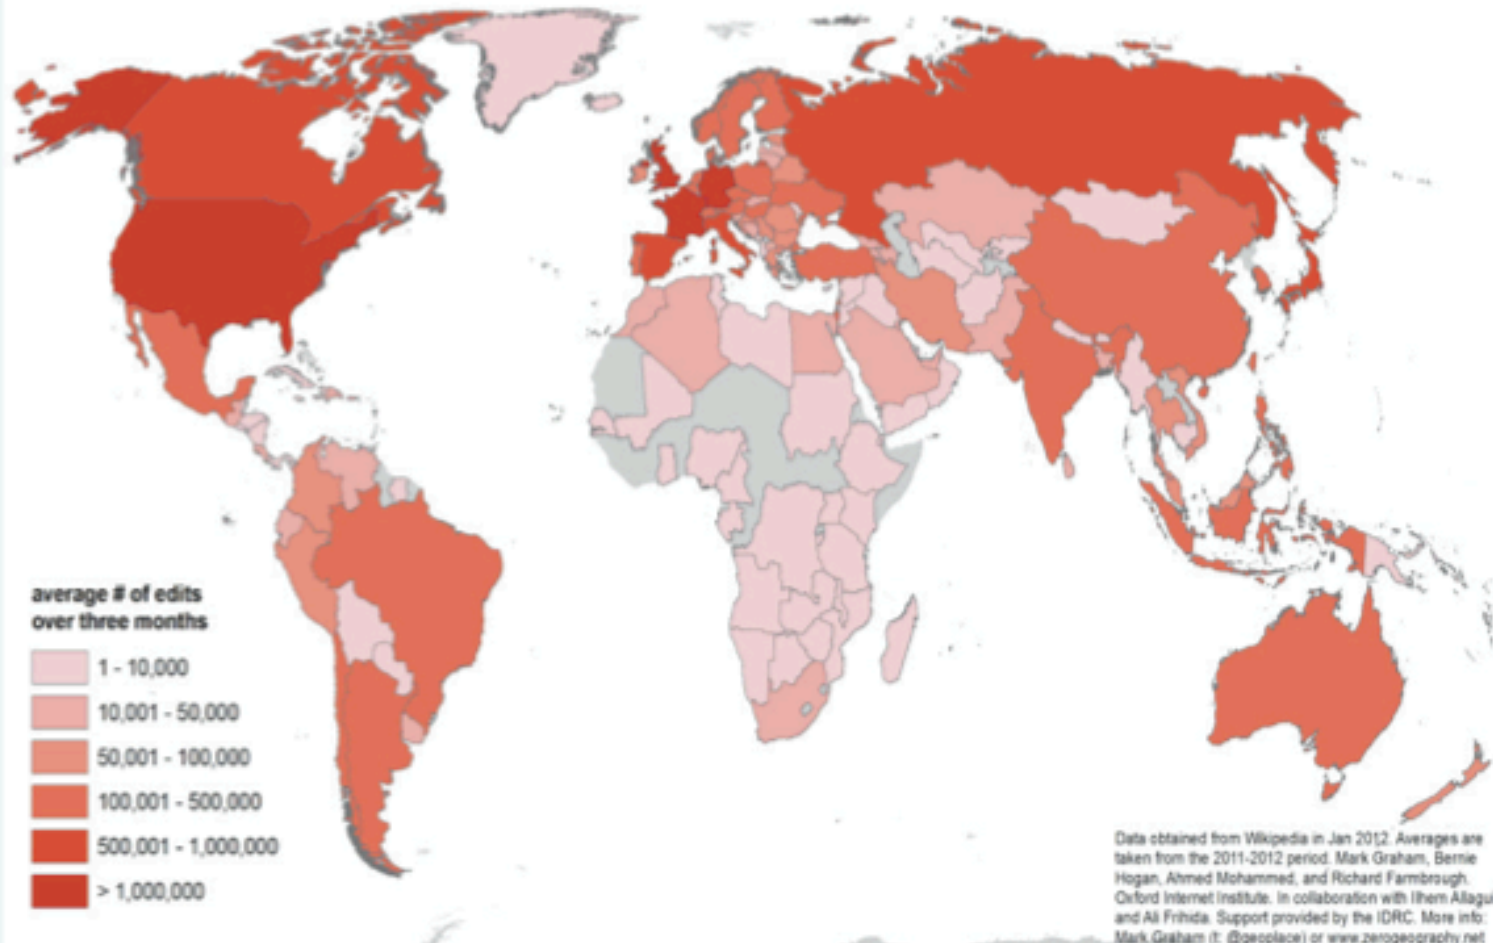 average # of edits
over three months
1 - 10,000
10,001 - 50,000
50,001 - 100,000
100,001 - 500,000
500,001 - 1,000,000
> 1,000,000
Data obtained from Wikipedia in Jan 2012. Averages are
taken from the 2011-2012 period. Mark Graham, Bernie
Hogan, Ahmed Mohammed, and Richard Farmbrough.
Oxford Internet Institute. In collaboration with Ilhem Allagui
and Ali Frihida. Support provided by the IDRC. More info:
Mark Graham (t: @geoplace) or www.zerogeography.net